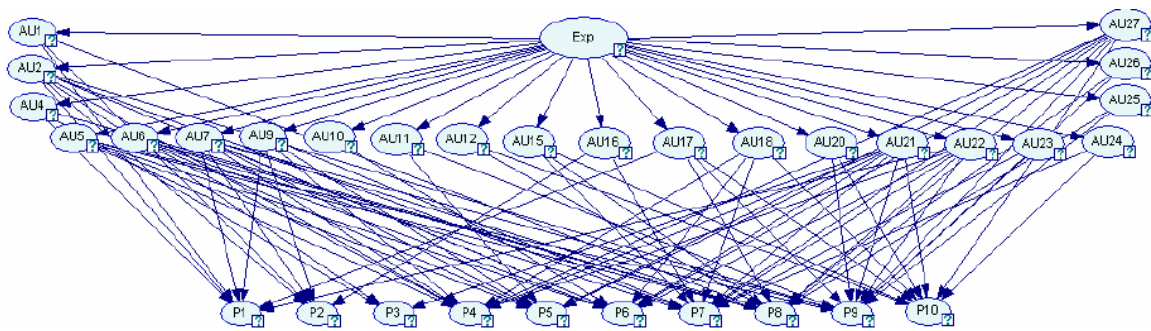 AU1 Exp AU27
AU2 AU26
AU4 AU25
AU5 AU6 AU7 AU9 AU10 AU11 AU12 AU15 AU16 AU17 AU18 AU20 AU21 AU22 AU23 AU24
P1 P2 P3 P4 P5 P6 P7 P8 P9 P10